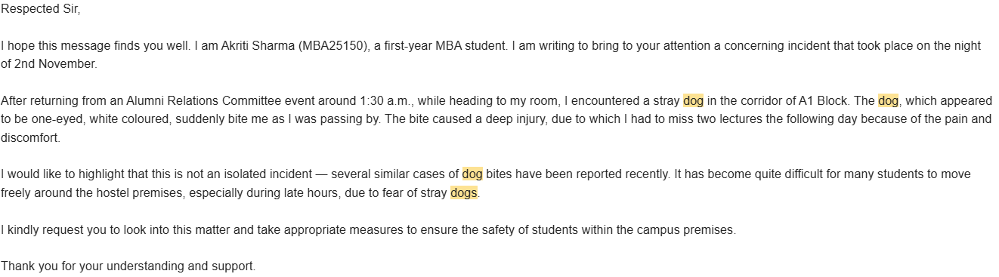 Respected Sir,
I hope this message finds you well. I am Akriti Sharma (MBA25150), a first-year MBA student. I am writing to bring to your attention a concerning incident that took place on the night
of 2nd November.
After returning from an Alumni Relations Committee event around 1:30 a.m., while heading to my room, I encountered a stray dog in the corridor of A1 Block. The dog, which appeared
to be one-eyed, white coloured, suddenly bite me as I was passing by. The bite caused a deep injury, due to which I had to miss two lectures the following day because of the pain and
discomfort.
I would like to highlight that this is not an isolated incident — several similar cases of dog bites have been reported recently. It has become quite difficult for many students to move
freely around the hostel premises, especially during late hours, due to fear of stray dogs.
I kindly request you to look into this matter and take appropriate measures to ensure the safety of students within the campus premises.
Thank you for your understanding and support.